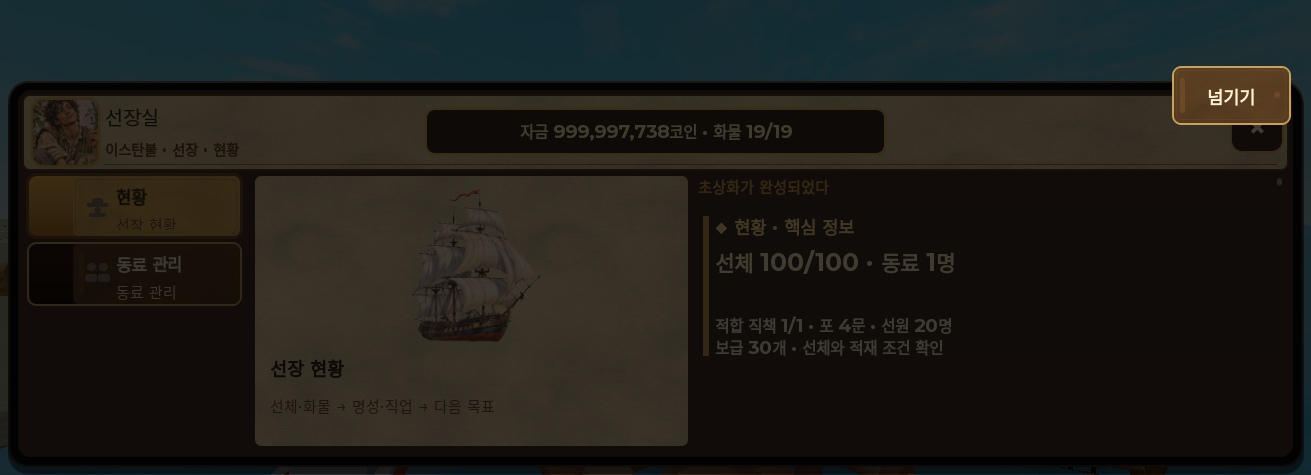 넘기기
선장실
이스탄불 • 선장 • 현황
자금 999,997,738코인 • 화물 19/19
현황
선장 현황
동료 관리
동료 관리
선장 현황
선체·화물 → 명성·직업 → 다음 목표
초상화가 완성되었다
◆ 현황 • 핵심 정보
선체 100/100 • 동료 1명
적합 직책 1/1 • 포 4문 • 선원 20명
보급 30개 • 선체와 적재 조건 확인